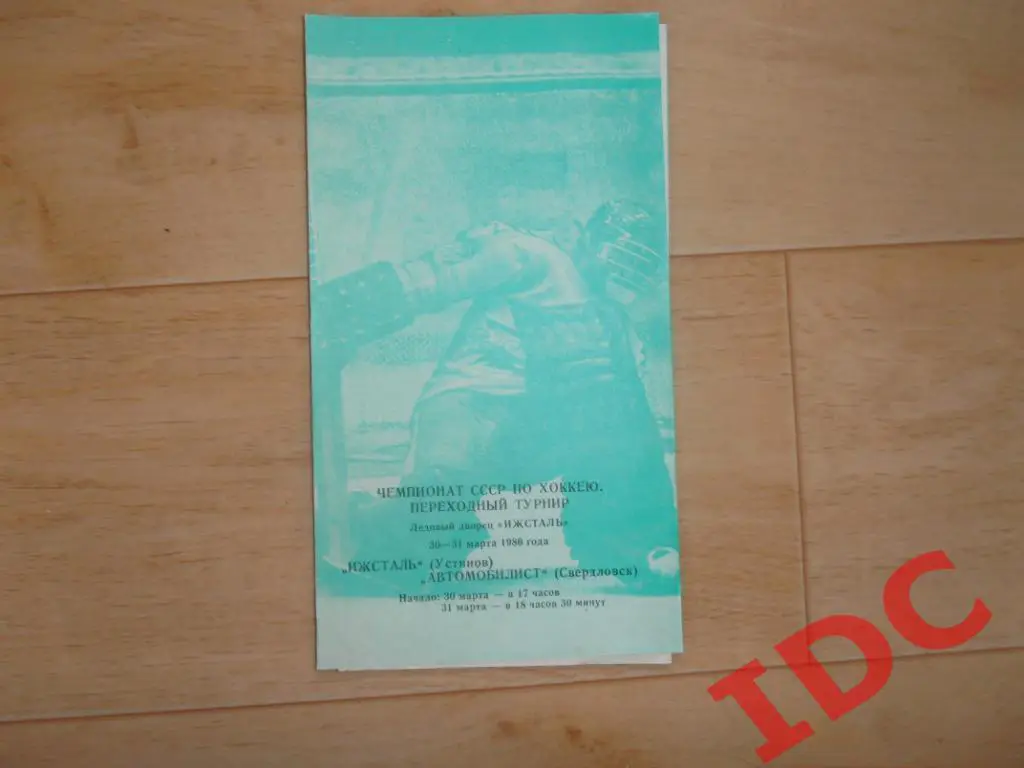 ЧЕМПИОНАТ СССР ПО ХОККЕЮ.
ПЕРЕХОДНЫЙ ТУРНИР
Ледовый дворец «ИЖСТАЛЬ»
30—31 марта 1986 года
„ИЖСТАЛЬ“ (Устинов)
„АВТОМОБИЛИСТ“ (Свердловск)
Начало: 30 марта — в 17 часов
31 марта — в 18 часов 30 минут
IDC